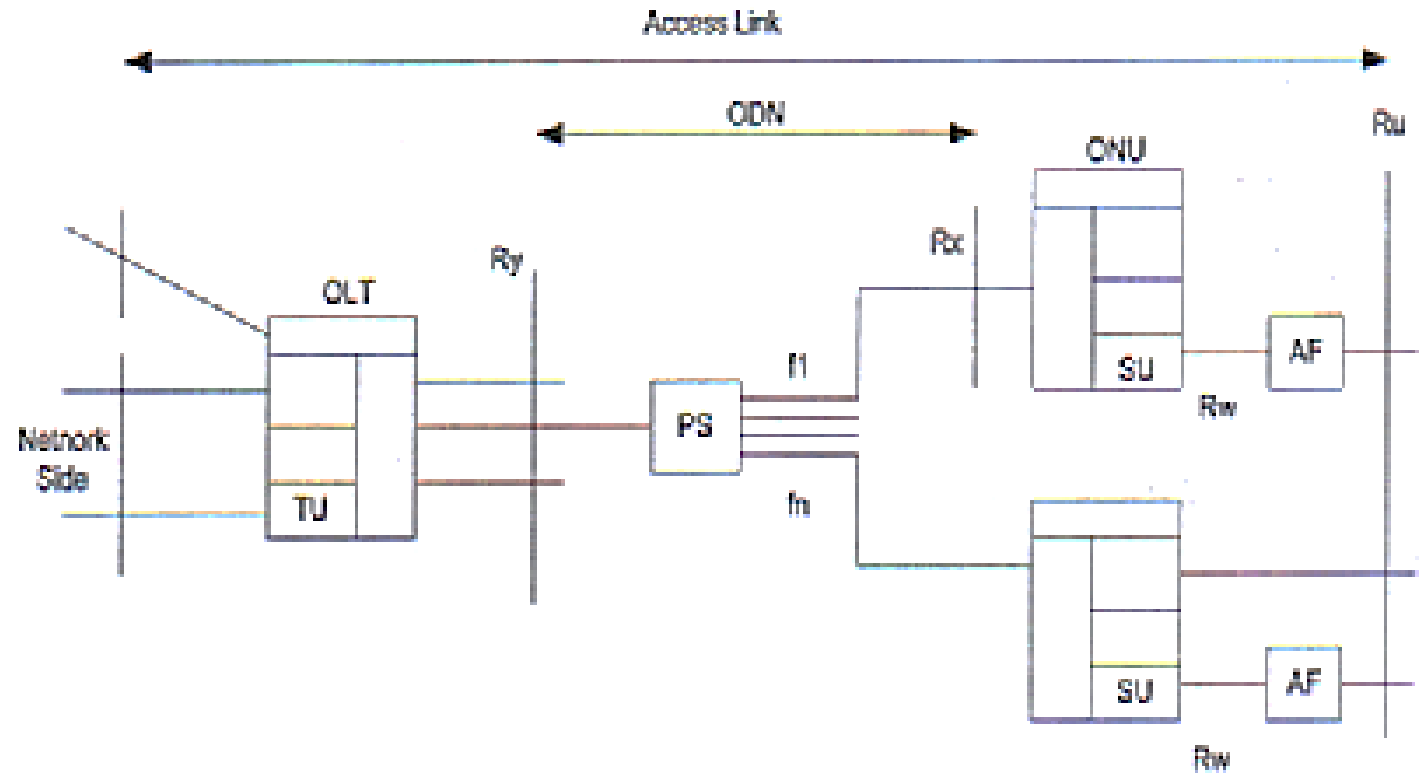 Access Link
ODN
Ru
ONU
Rx
Ry
OLT
f1
AF
SU
PS
Rw
Netnork
Side
TU
fn
SU
AF
Rw